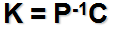 K = P⁻¹C